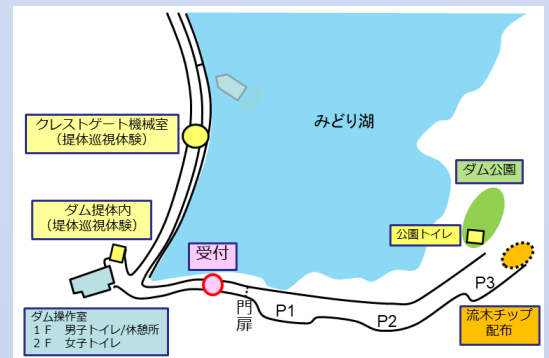 みどり湖
クレストゲート機械室
(提体巡視体験)
ダム公園
ダム提体内
(堤体巡視体験)
公園トイレ
受付
門扉
P1
P2
P3
流木チップ
配布
ダム操作室
1F 男子トイレ/休憩所
2F 女子トイレ